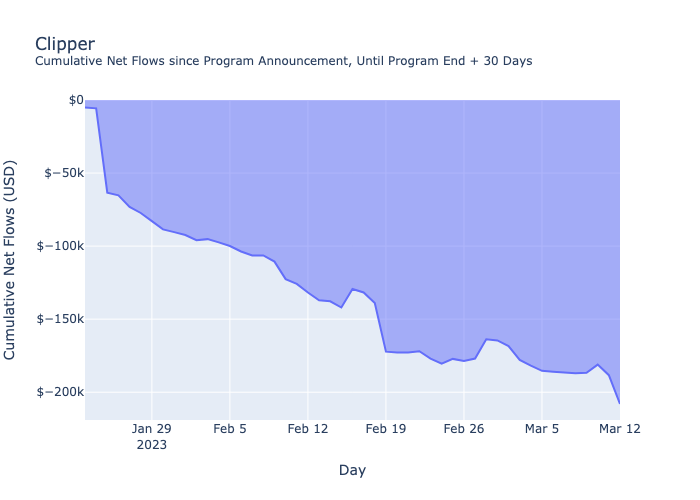 Clipper
Cumulative Net Flows since Program Announcement, Until Program End + 30 Days
Cumulative Net Flows (USD)
$0
$−50k
$−100k
$−150k
$−200k
Jan 29 Feb 5 Feb 12 Feb 19 Feb 26 Mar 5 Mar 12
2023
Day